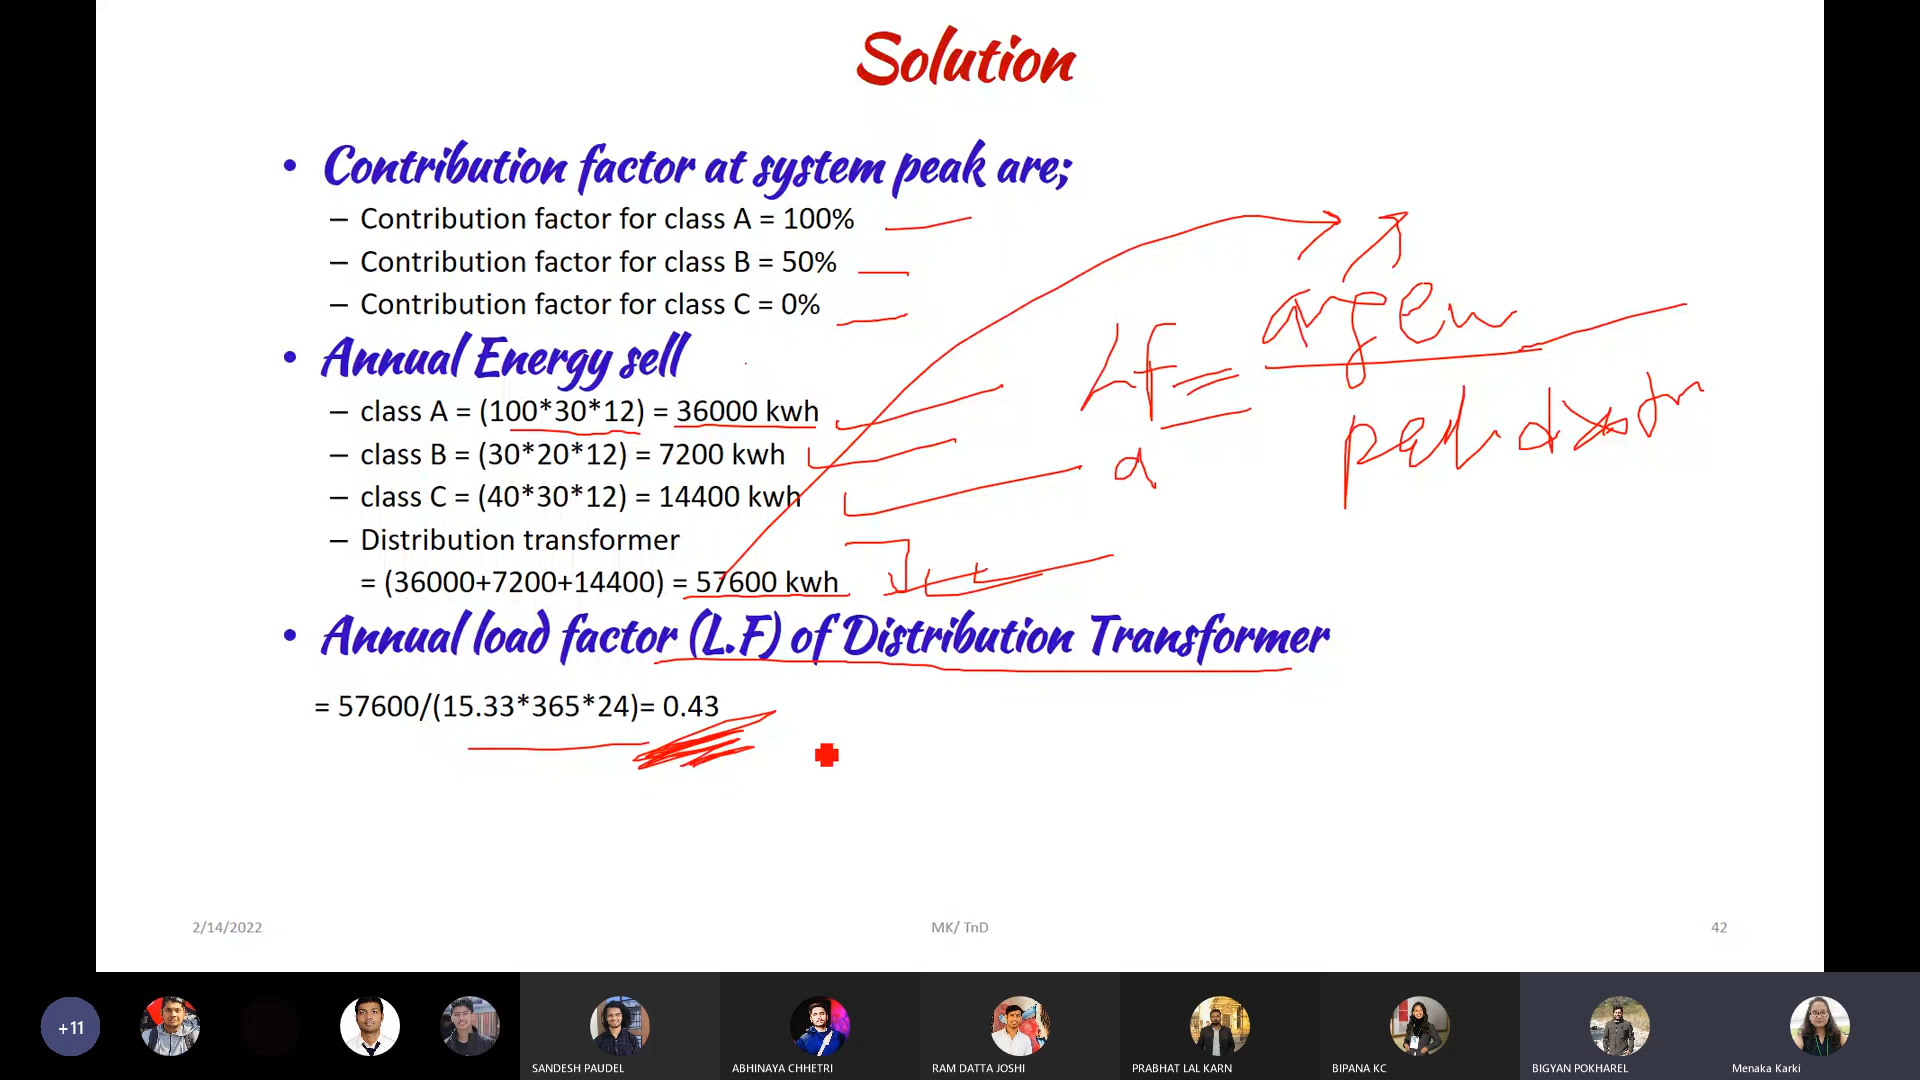 Solution
• Contribution factor at system peak are;
– Contribution factor for class A = 100%
– Contribution factor for class B = 50%
– Contribution factor for class C = 0%
• Annual Energy sell
– class A = (100*30*12) = 36000 kwh
– class B = (30*20*12) = 7200 kwh
– class C = (40*30*12) = 14400 kwh
– Distribution transformer
= (36000+7200+14400) = 57600 kwh
• Annual load factor (L.F) of Distribution Transformer
= 57600/(15.33*365*24)= 0.43
Lf =
a
2/14/2022
MK/ TnD
42
+11
SANDESH PAUDEL
ABHINAYA CHHETRI
RAM DATTA JOSHI
PRABHAT LAL KARN
BIPANA KC
BIGYAN POKHAREL
Menaka Karki